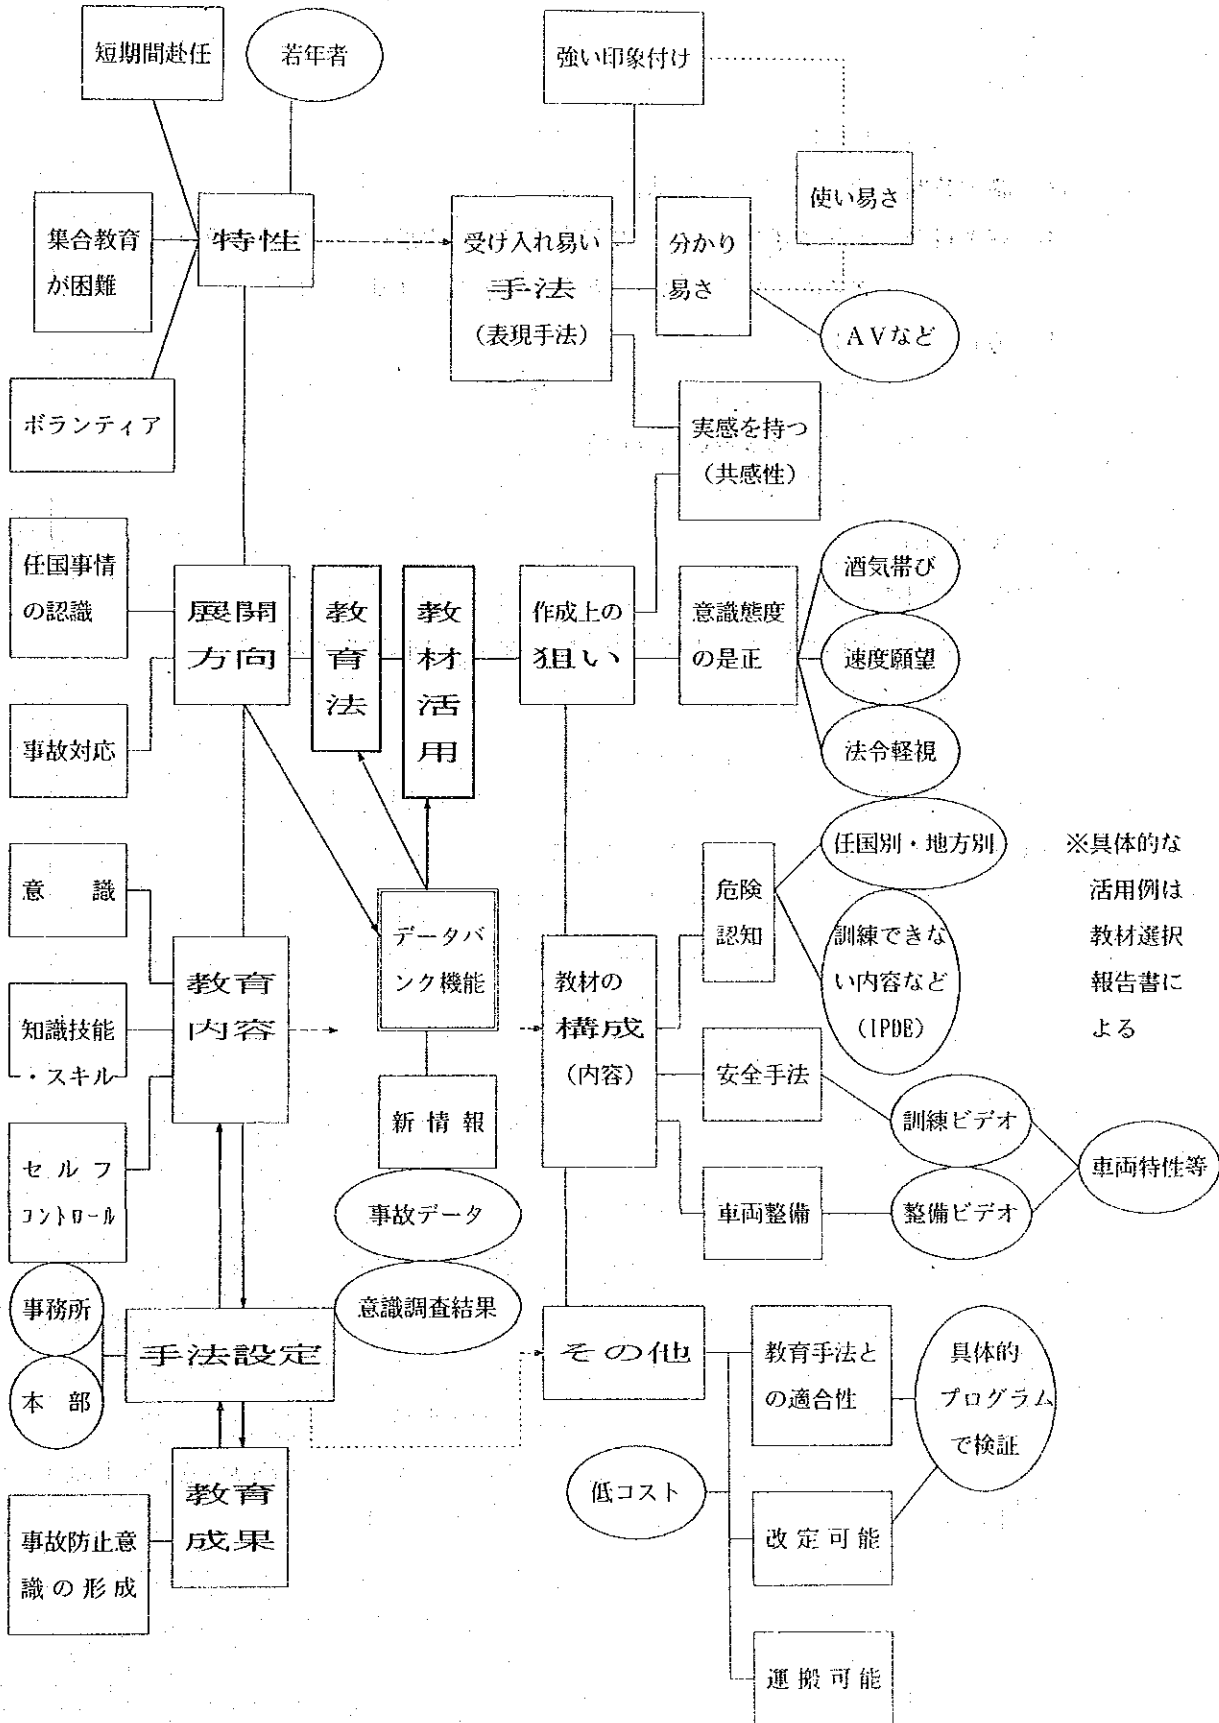 短期間赴任
若年者
強い印象付け
使い易さ
集合教育
が困難
特性
受け入れ易い
手法
（表現手法）
分かり
易さ
AVなど
ボランティア
実感を持つ
（共感性）
任国事情
の認識
展開
方向
教
育
法
教
材
活
用
作成上の
狙い
意識態度
の是正
酒気帯び
速度願望
法令軽視
事故対応
意　識
教育
内容
知識技能
・スキル
セルフ
コントロール
データバ
ンク機能
新情報
事故データ
意識調査結果
教材の
構成
（内容）
危険
認知
任国別・地方別
訓練できな
い内容など
（IPDE）
※具体的な
活用例は
教材選択
報告書に
よる
安全手法
訓練ビデオ
車両特性等
車両整備
整備ビデオ
事務所
本　部
手法設定
その他
教育手法と
の適合性
具体的
プログラム
で検証
低コスト
改定可能
運搬可能
教育
成果
事故防止意
識の形成